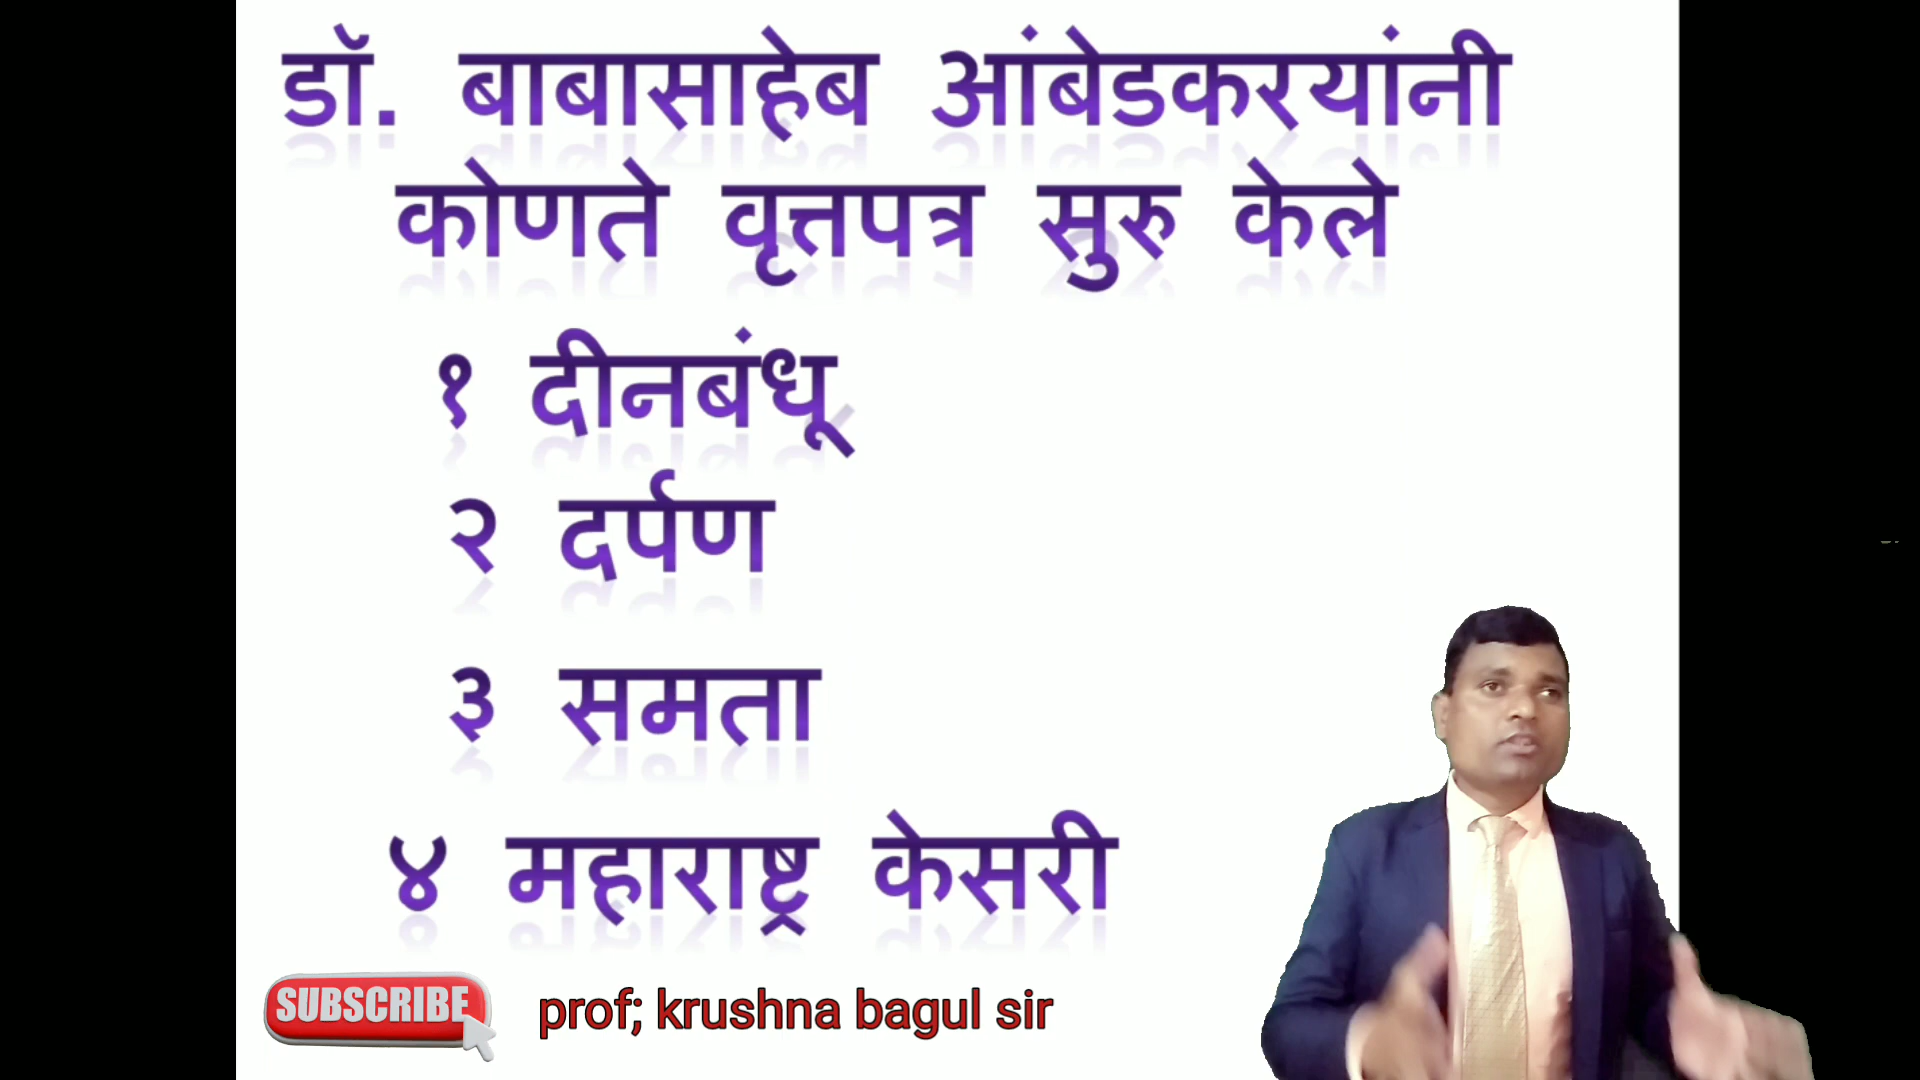 डॉ. बाबासाहेब आंबेडकरयांनी
कोणते वृत्तपत्र सुरु केले
१ दीनबंधू
२ दर्पण
३ समता
४ महाराष्ट्र केसरी
SUBSCRIBE
prof; krushna bagul sir